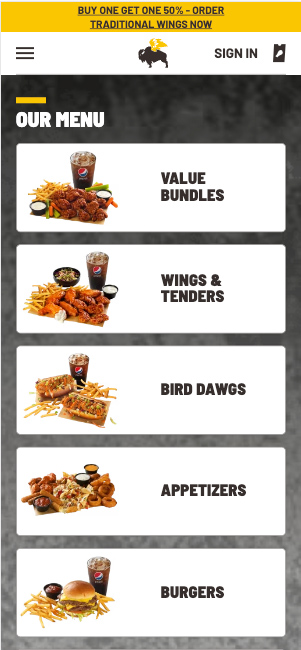 BUY ONE GET ONE 50% - ORDER
TRADITIONAL WINGS NOW
SIGN IN
OUR MENU
VALUE
BUNDLES
WINGS &
TENDERS
BIRD DAWGS
APPETIZERS
BURGERS